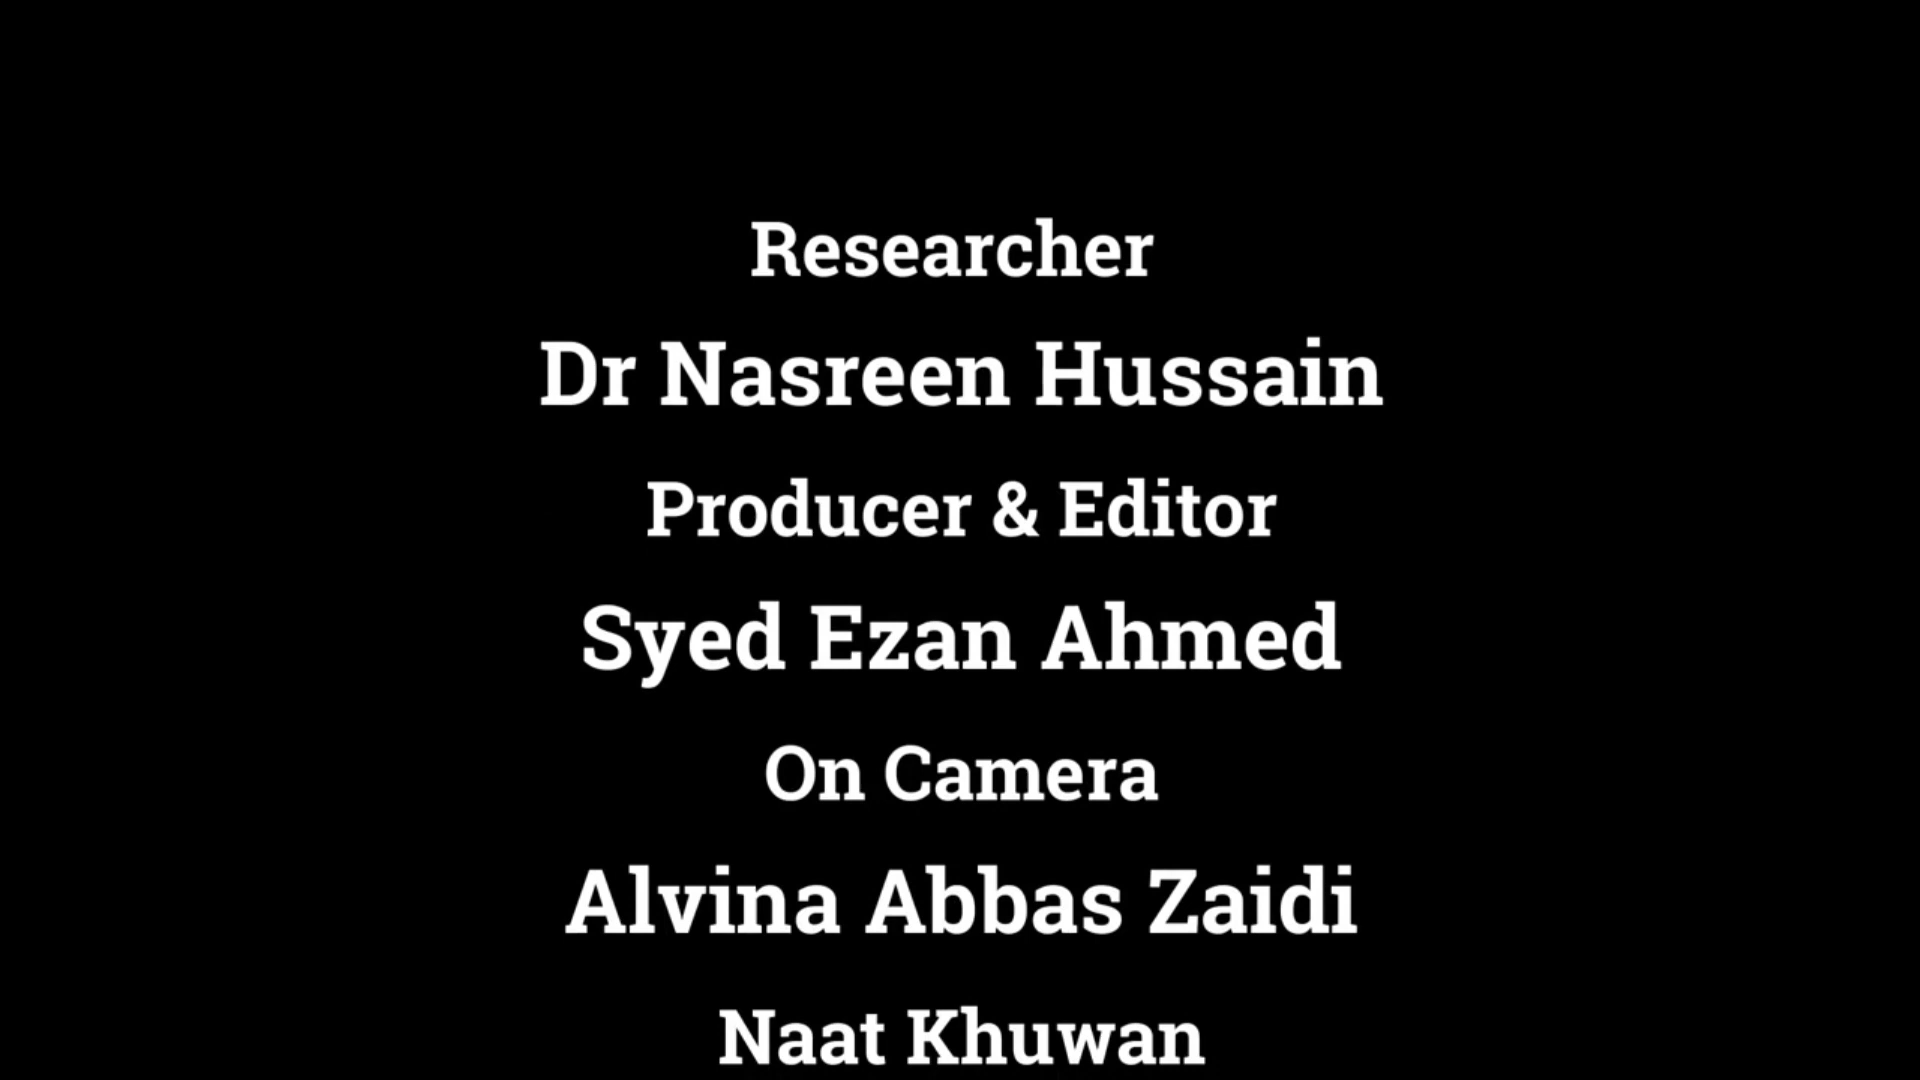 Researcher
Dr Nasreen Hussain
Producer & Editor
Syed Ezan Ahmed
On Camera
Alvina Abbas Zaidi
Naat Khuwan